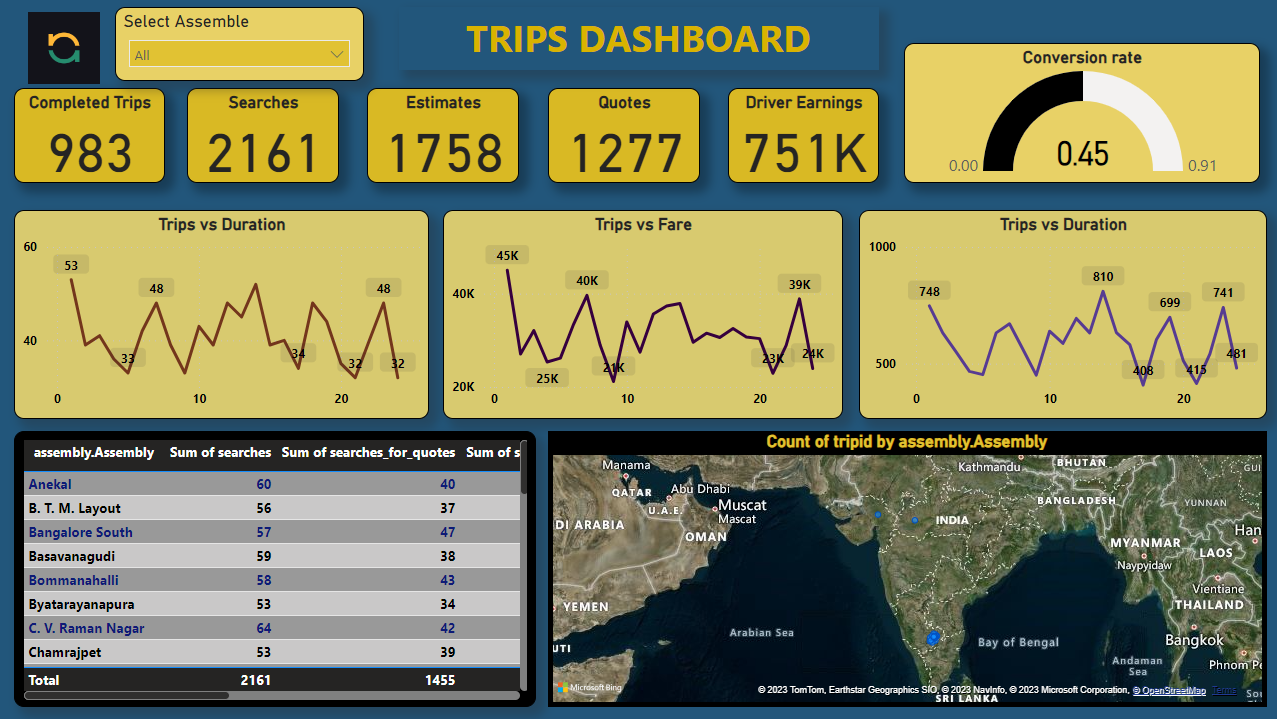 Select Assemble
All
TRIPS DASHBOARD
Conversion rate
0.45
0.00
0.91
Completed Trips
983
Searches
2161
Estimates
1758
Quotes
1277
Driver Earnings
751K
Trips vs Duration
60
40
53
48
33
34
48
32
32
0 10 20
Trips vs Fare
45K
40K
40K
39K
25K
21K
23K
24K
20K
0 10 20
Trips vs Duration
1000
500
748
810
699
741
408
415
481
0 10 20
assembly.Assembly Sum of searches Sum of searches_for_quotes Sum of s
Anekal 60 40
B. T. M. Layout 56 37
Bangalore South 57 47
Basavanagudi 59 38
Bommanahalli 58 43
Byatarayanapura 53 34
C. V. Raman Nagar 64 42
Chamrajpet 53 39
Total 2161 1455
Count of tripid by assembly.Assembly
Manama
QATAR
Abu Dhabi
U.A.E.
Muscat
Mascat
DI ARABIA
OMAN
YEMEN
UTI
Arabian Sea
INDIA
Kathmandu
BHUTAN
BANGLADESH
YUNNAN
GUI
Han
MYANMAR
LAOS
Naypyidaw
Vientiane
THAILAND
Bangkok
Bay of Bengal
Andaman
Sea
Phnom Pe
SRI LANKA
Sou
Microsoft Bing
© 2023 TomTom, Earthstar Geographics SIO, © 2023 NavInfo, © 2023 Microsoft Corporation, © OpenStreetMap Terms